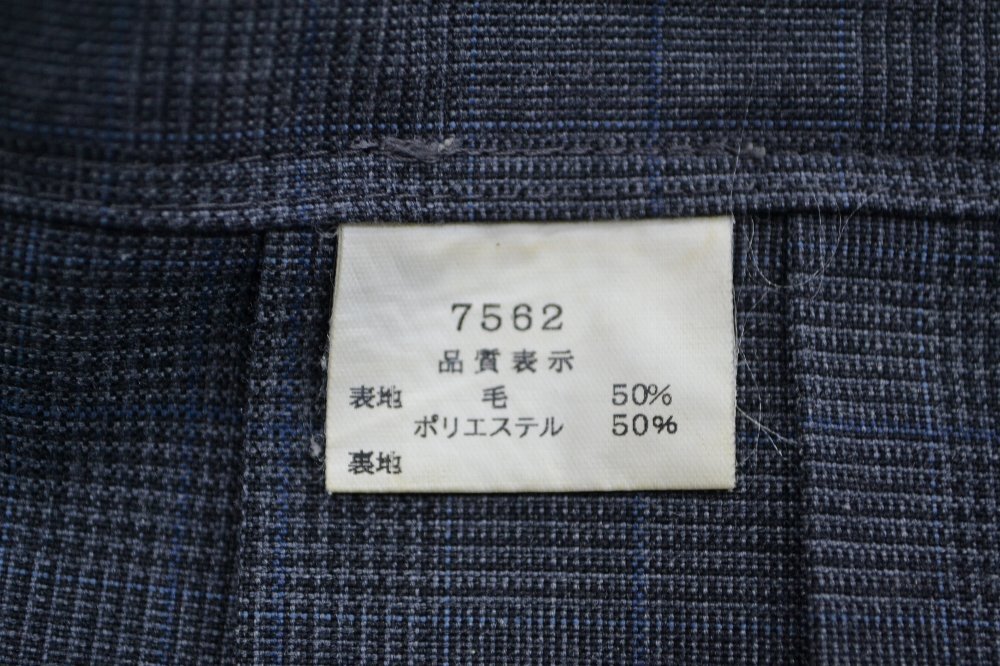 7562
品質表示
表地 毛 50%
ポリエステル 50%
裏地